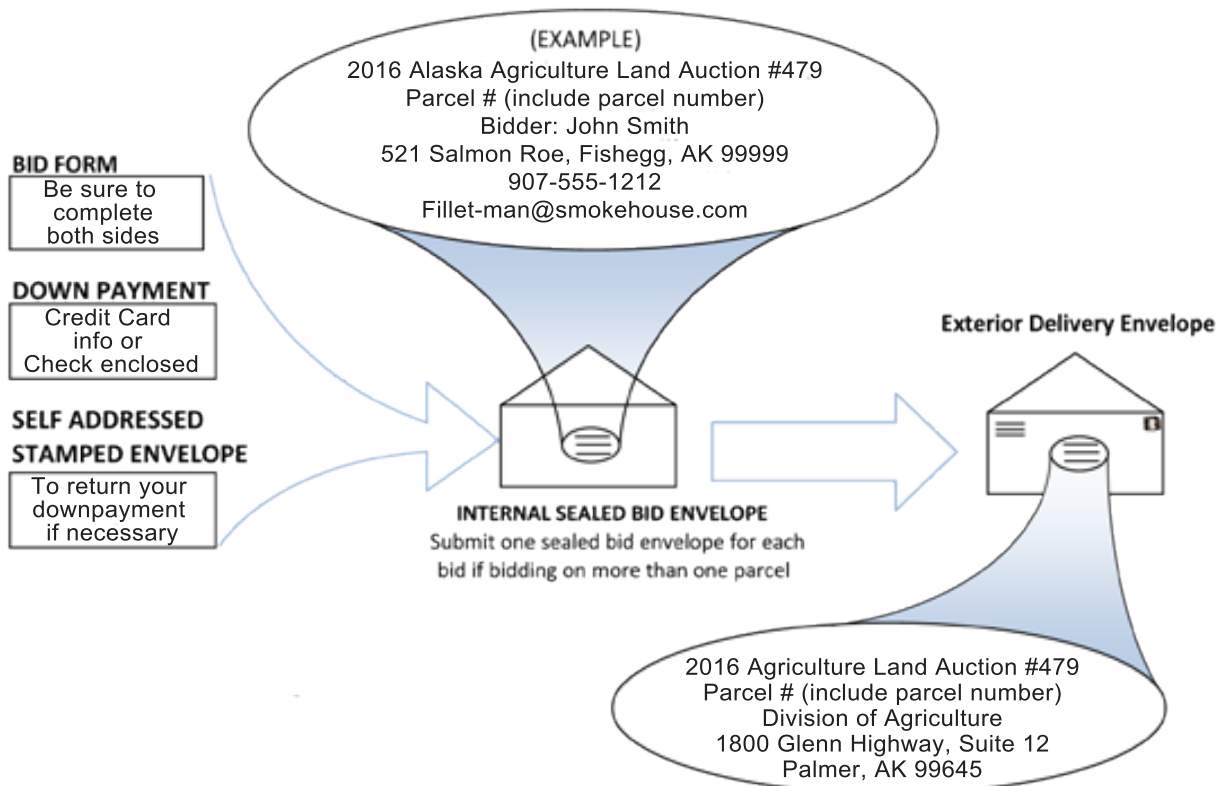 (EXAMPLE)
2016 Alaska Agriculture Land Auction #479
Parcel # (include parcel number)
Bidder: John Smith
521 Salmon Roe, Fishegg, AK 99999
907-555-1212
Fillet-man@smokehouse.com
BID FORM
Be sure to
complete
both sides
DOWN PAYMENT
Credit Card
info or
Check enclosed
SELF ADDRESSED
STAMPED ENVELOPE
To return your
downpayment
if necessary
INTERNAL SEALED BID ENVELOPE
Submit one sealed bid envelope for each
bid if bidding on more than one parcel
Exterior Delivery Envelope
2016 Agriculture Land Auction #479
Parcel # (include parcel number)
Division of Agriculture
1800 Glenn Highway, Suite 12
Palmer, AK 99645